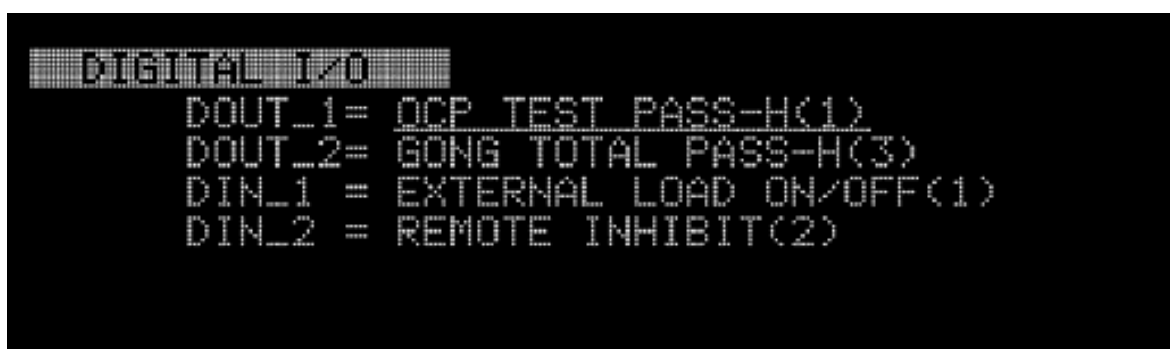 DIGITAL I/O
DOUT_1= OCP TEST PASS-H(1)
DOUT_2= GONG TOTAL PASS-H(3)
DIN_1 = EXTERNAL LOAD ON/OFF(1)
DIN_2 = REMOTE INHIBIT(2)